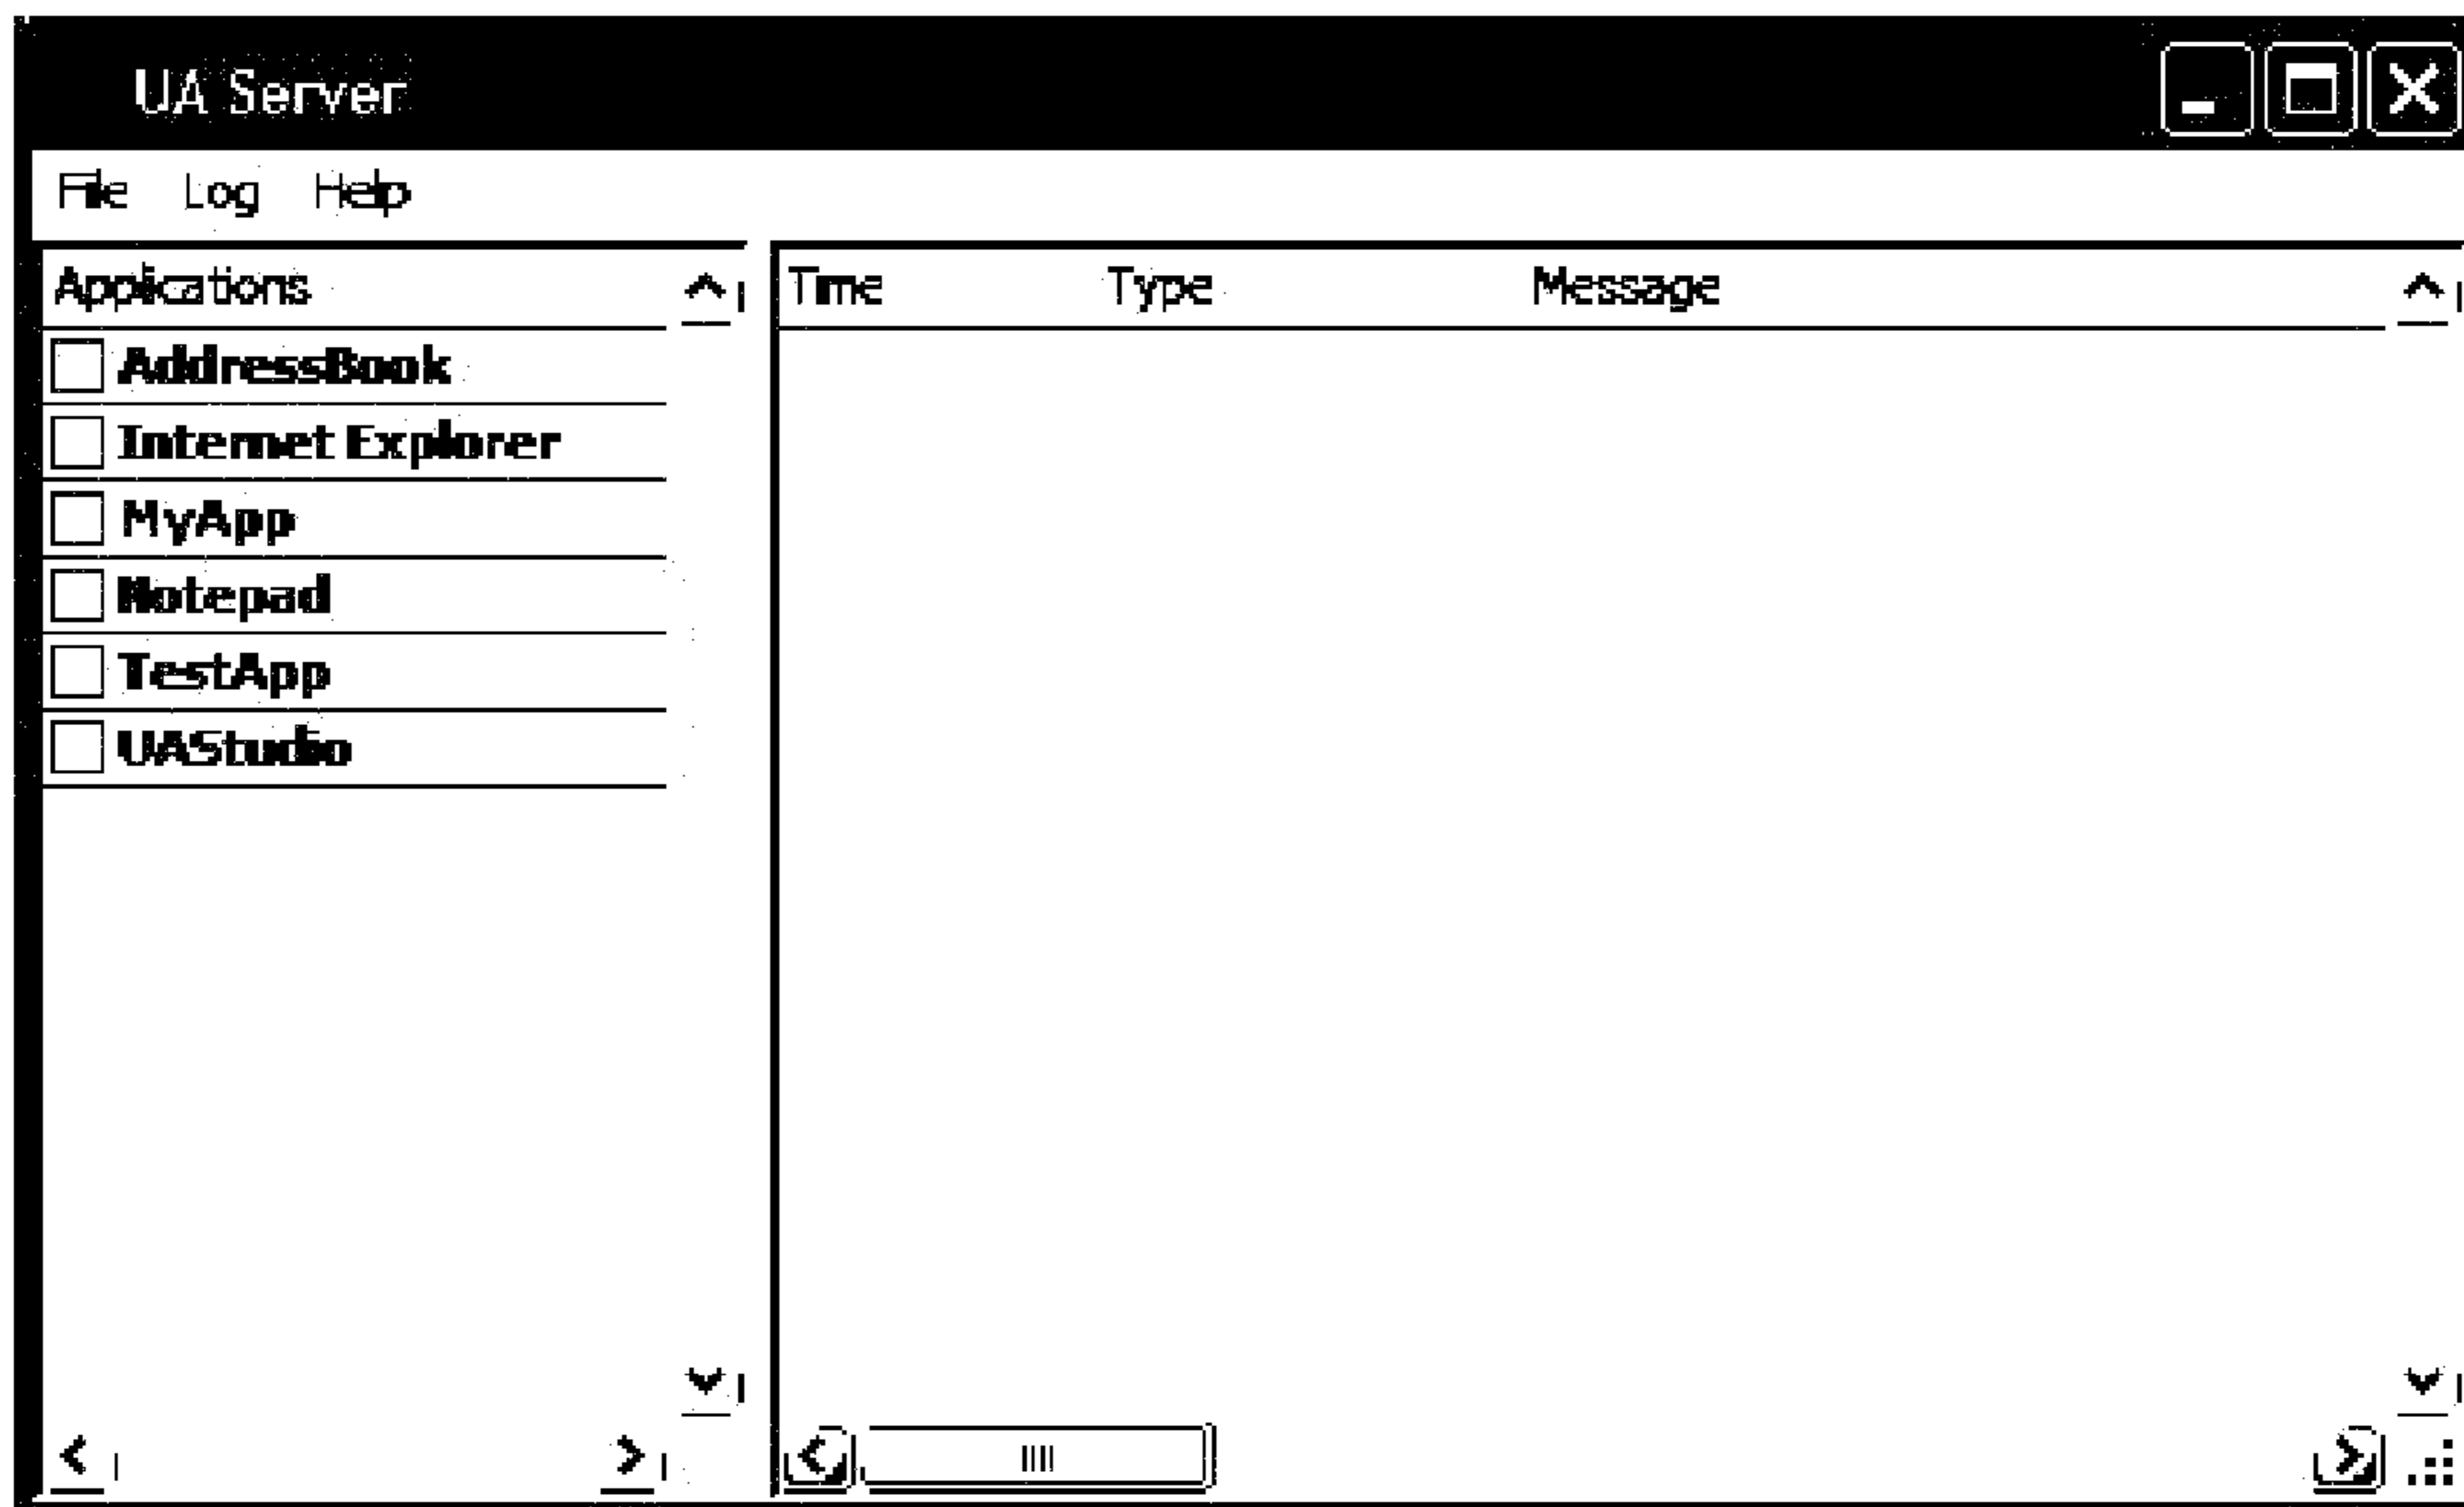 UA Server
File Log Help
Applications
Time Type Message
AddressBook
Internet Explorer
MyApp
Notepad
TestApp
UAStudio